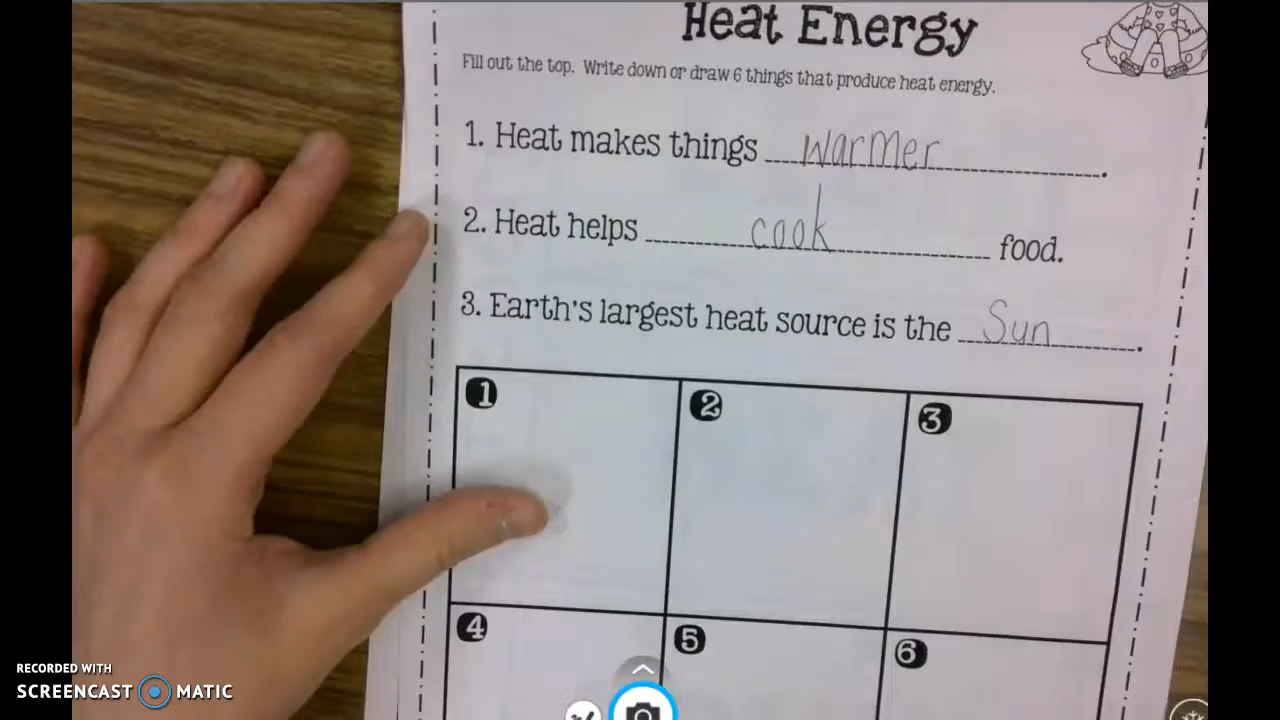 Heat Energy
Fill out the top. Write down or draw 6 things that produce heat energy.
1. Heat makes things warmer.
2. Heat helps cook food.
3. Earth's largest heat source is the Sun.
1
2
3
4
5
6
RECORDED WITH
SCREENCAST MATIC